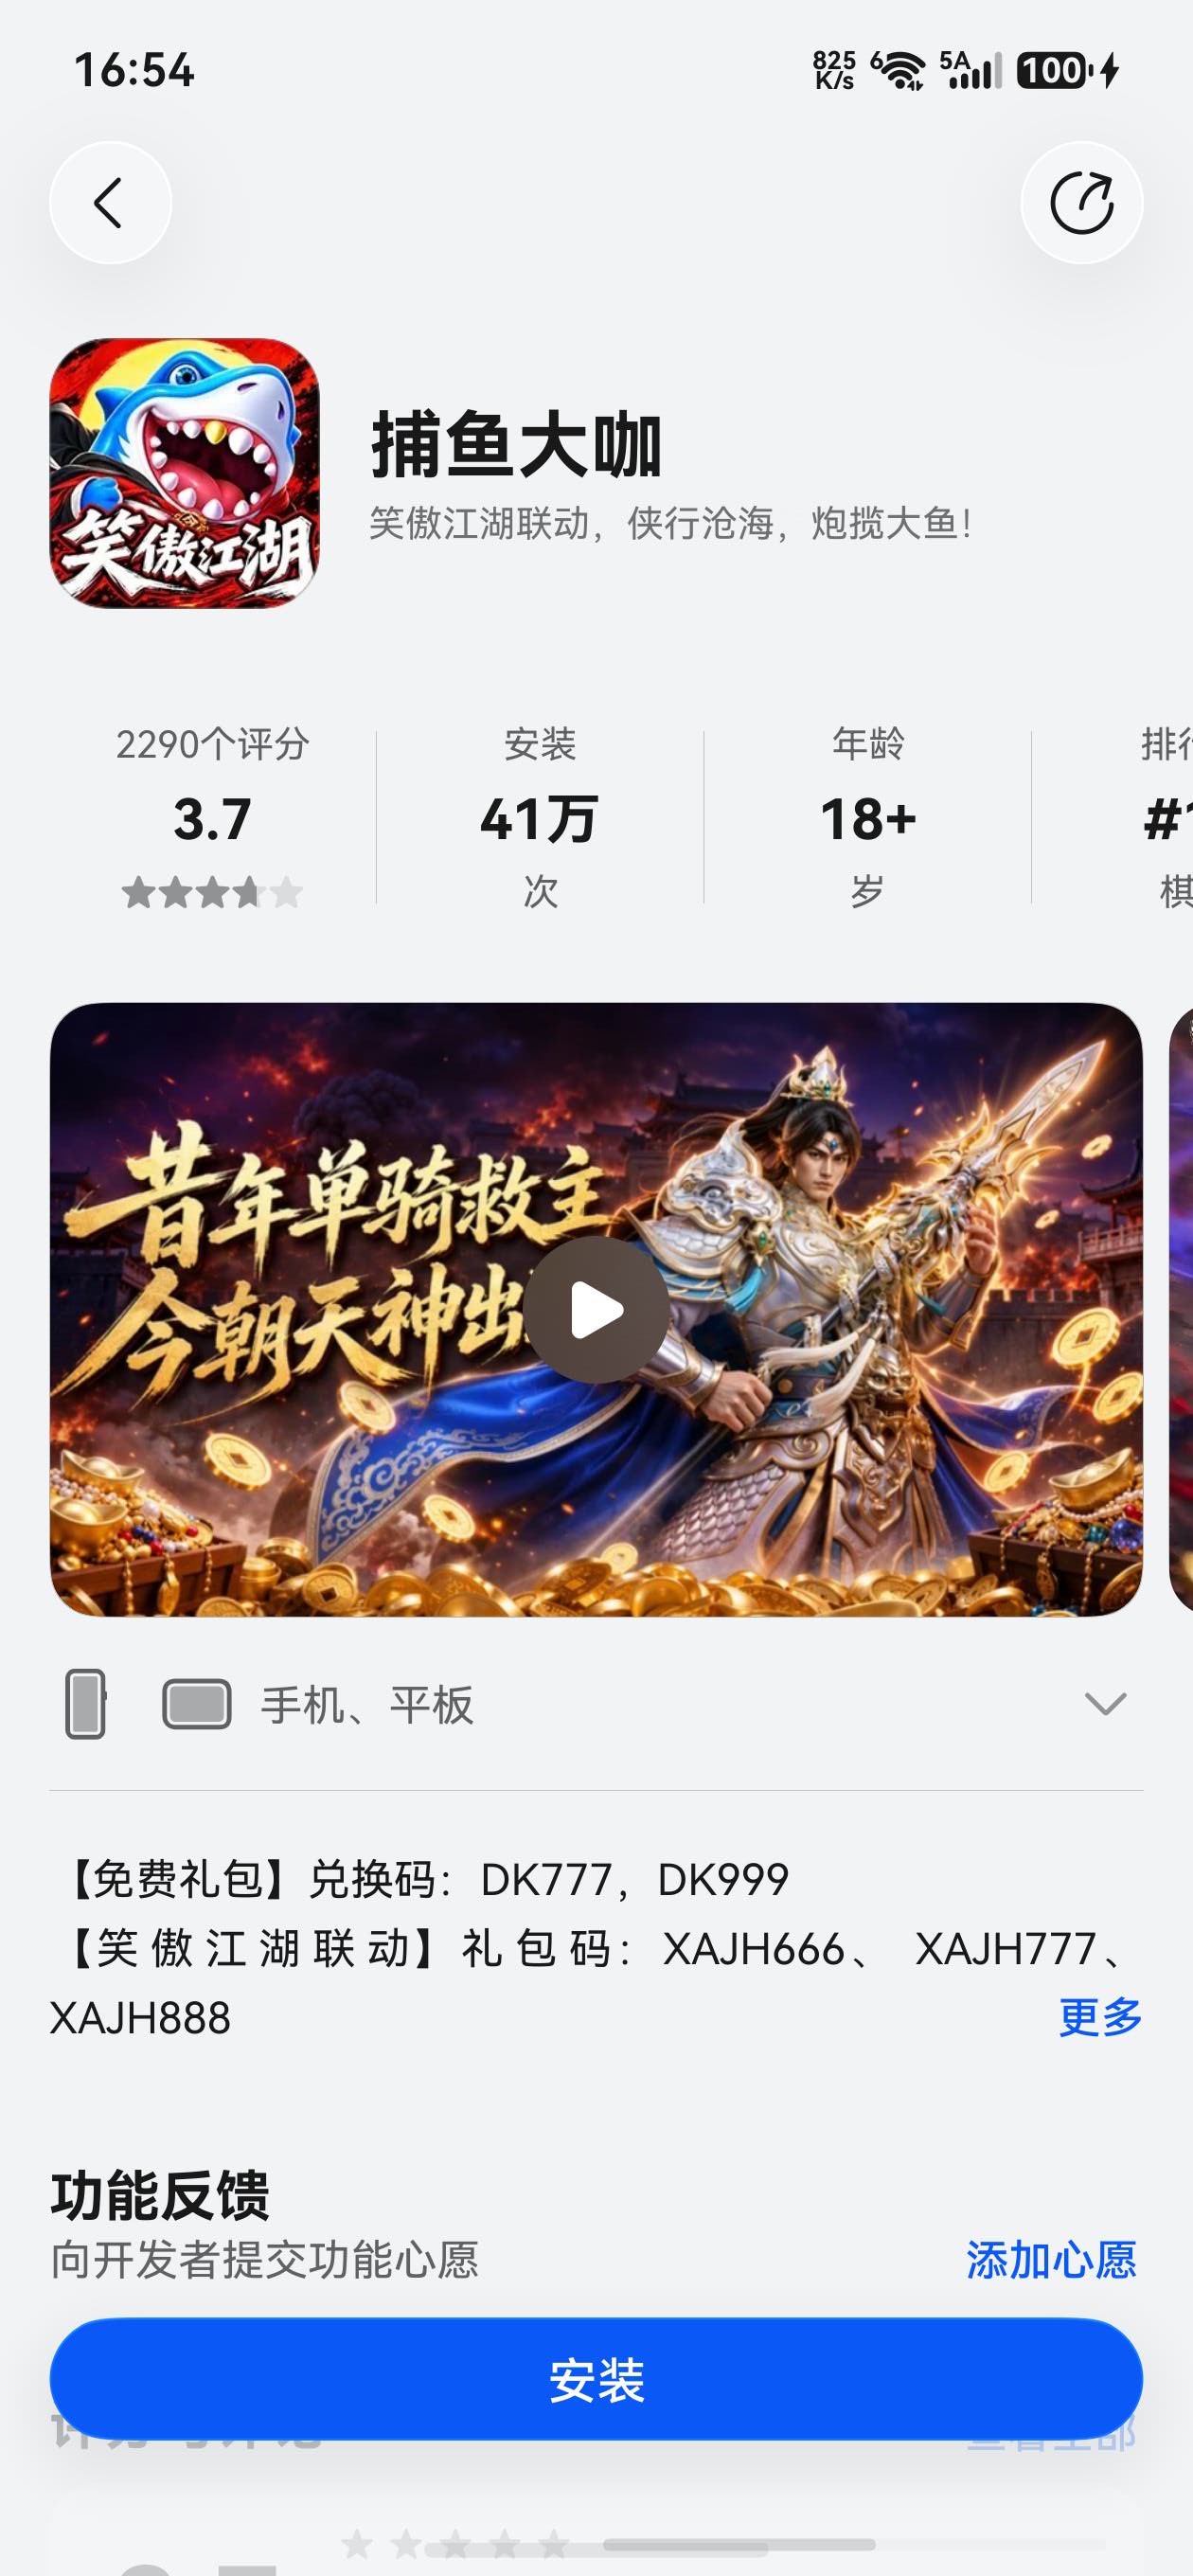 16:54
825 K/s
6
5A
100
笑傲江湖
捕鱼大咖
笑傲江湖联动，侠行沧海，炮揽大鱼！
2290个评分
安装
年龄
3.7
41万
18+
#
次
岁
棋
昔年单骑救主
今朝天神出
手机、平板
【免费礼包】兑换码：DK777，DK999
【笑傲江湖联动】礼包码：XAJH666、 XAJH777、
XAJH888
更多
功能反馈
向开发者提交功能心愿
添加心愿
安装